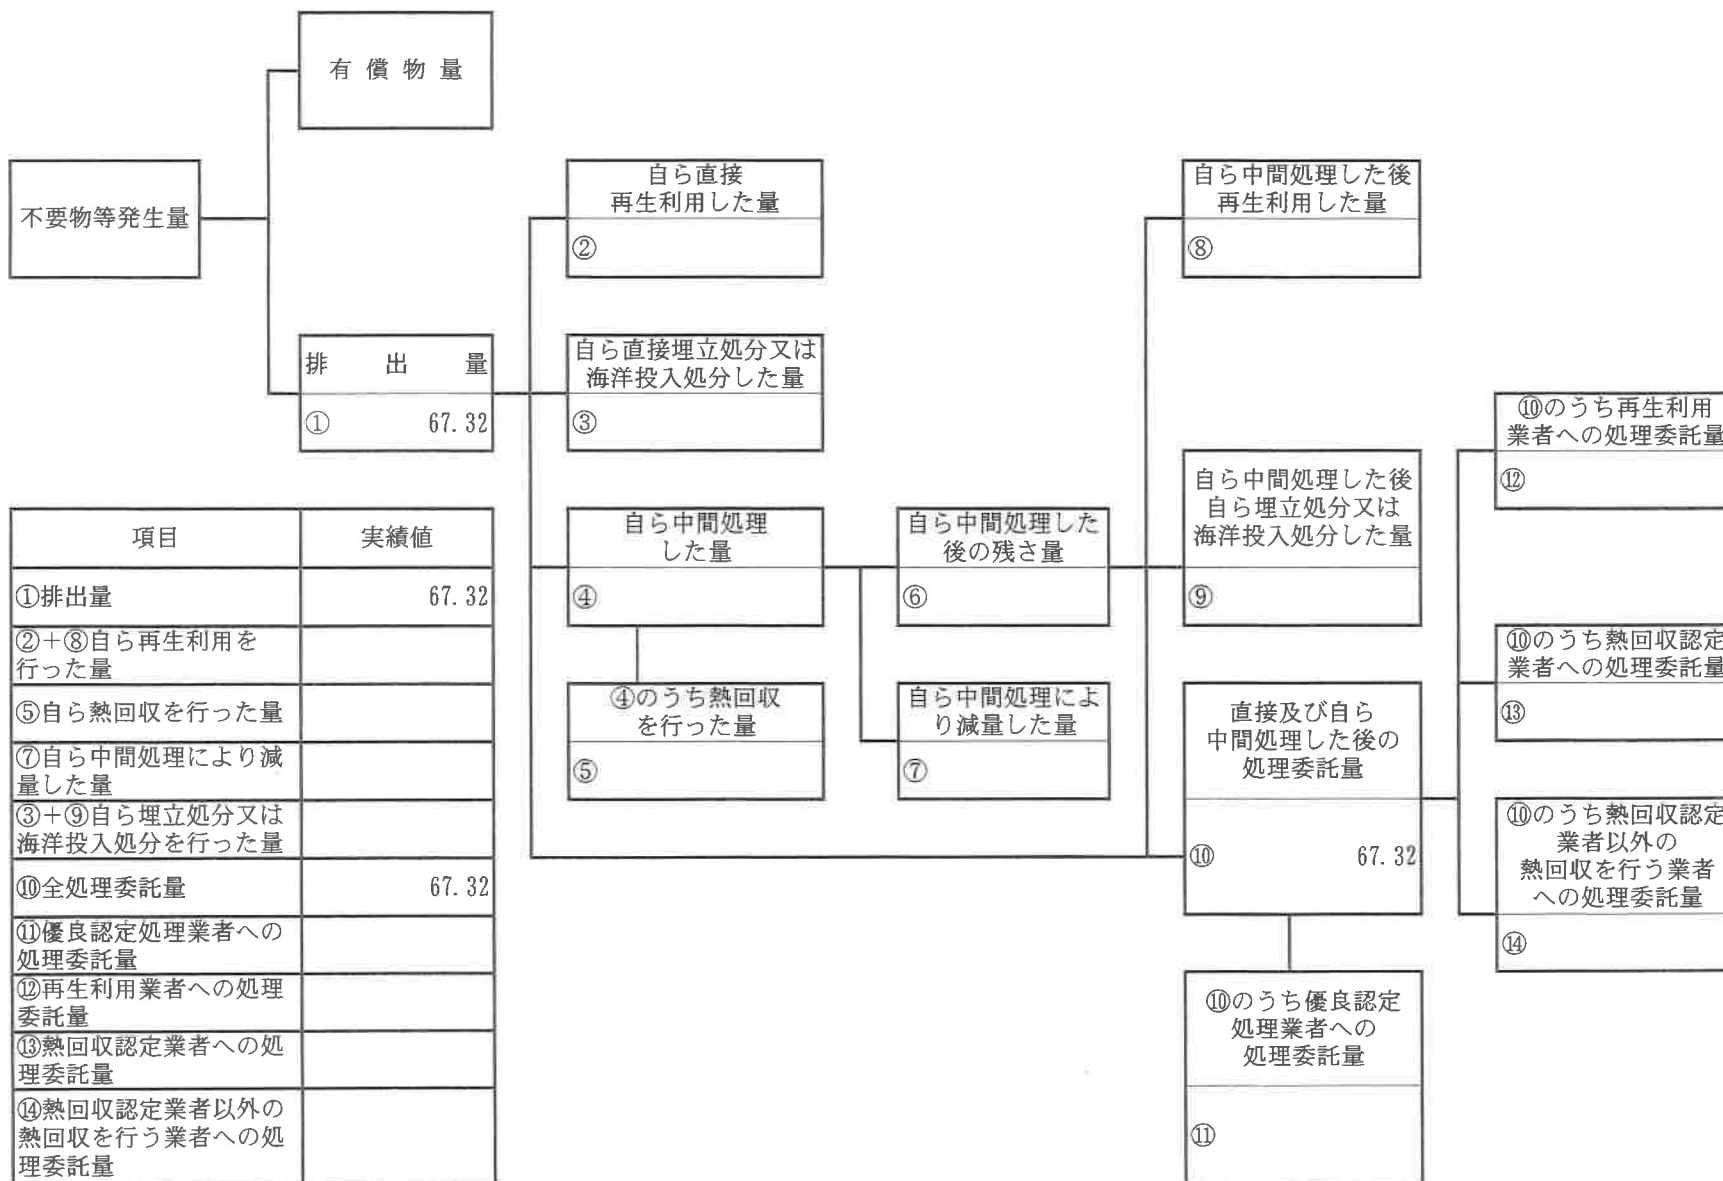 有償物量
不要物等発生量
自ら直接
再生利用した量
②
自ら中間処理した後
再生利用した量
⑧
排出量
① 67.32
自ら直接埋立処分又は
海洋投入処分した量
③
自ら中間処理
した量
④
自ら中間処理した
後の残さ量
⑥
自ら中間処理した後
自ら埋立処分又は
海洋投入処分した量
⑨
⑩のうち再生利用
業者への処理委託量
⑫
④のうち熱回収
を行った量
⑤
自ら中間処理によ
り減量した量
⑦
直接及び自ら
中間処理した後の
処理委託量
⑩ 67.32
⑩のうち熱回収認定
業者への処理委託量
⑬
⑩のうち熱回収認定
業者以外の
熱回収を行う業者
への処理委託量
⑭
⑩のうち優良認定
処理業者への
処理委託量
⑪
項目 実績値
①排出量 67.32
②+⑧自ら再生利用を
行った量
⑤自ら熱回収を行った量
⑦自ら中間処理により減
量した量
③+⑨自ら埋立処分又は
海洋投入処分を行った量
⑩全処理委託量 67.32
⑪優良認定処理業者への
処理委託量
⑫再生利用業者への処理
委託量
⑬熱回収認定業者への処
理委託量
⑭熱回収認定業者以外の
熱回収を行う業者への処
理委託量